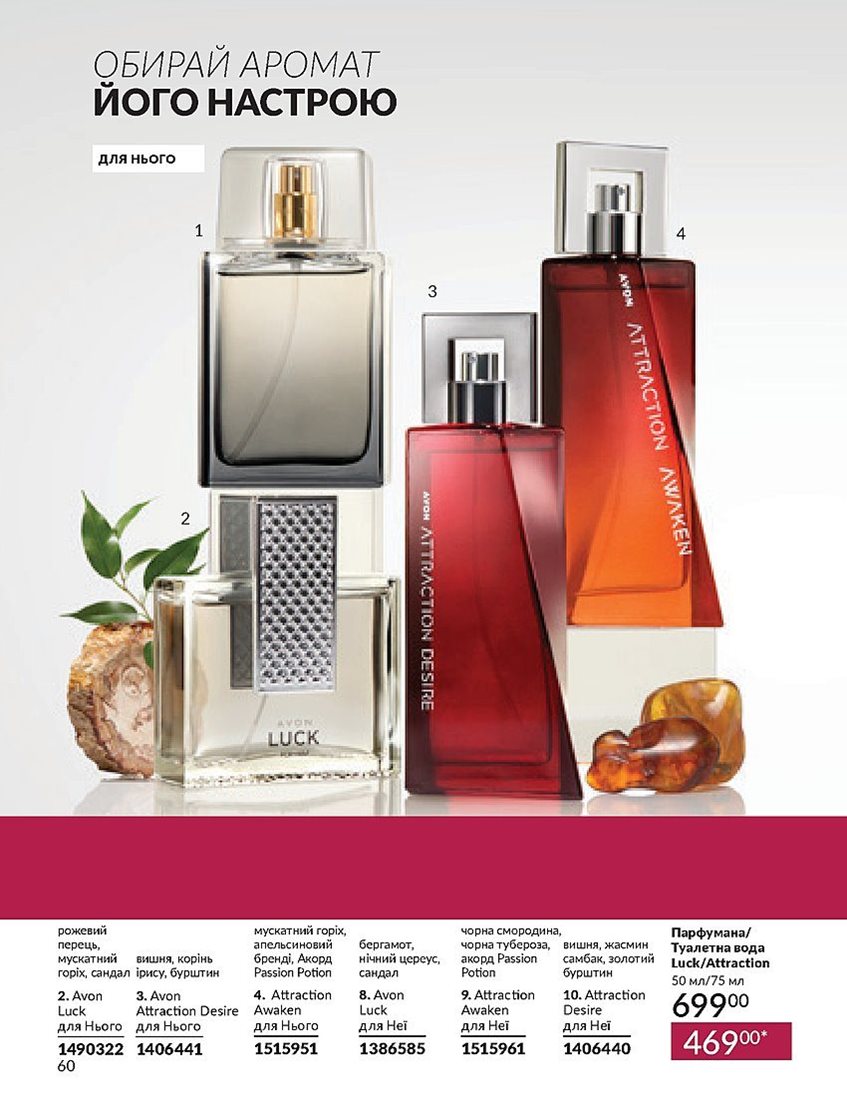 ОБИРАЙ АРОМАТ
ЙОГО НАСТРОЮ
ДЛЯ НЬОГО
1
4
3
2
AVON
ATTRACTION AWAKEN
AVON
ATTRACTION DESIRE
AVON
LUCK
рожевий
перець,
мускатний
горіх, сандал
2. Avon
Luck
для Нього
1490322
вишня, корінь
ірису, бурштин
3. Avon
Attraction Desire
для Нього
1406441
мускатний горіх,
апельсиновий
бренді, Акорд
Passion Potion
4. Attraction
Awaken
для Нього
1515951
бергамот,
нічний цереус,
сандал
8. Avon
Luck
для Неї
1386585
чорна смородина,
чорна тубероза,
акорд Passion
Potion
9. Attraction
Awaken
для Неї
1515961
вишня, жасмин
самбак, золотий
бурштин
10. Attraction
Desire
для Неї
1406440
Парфумана/
Туалетна вода
Luck/Attraction
50 мл/75 мл
69900
46900*
60